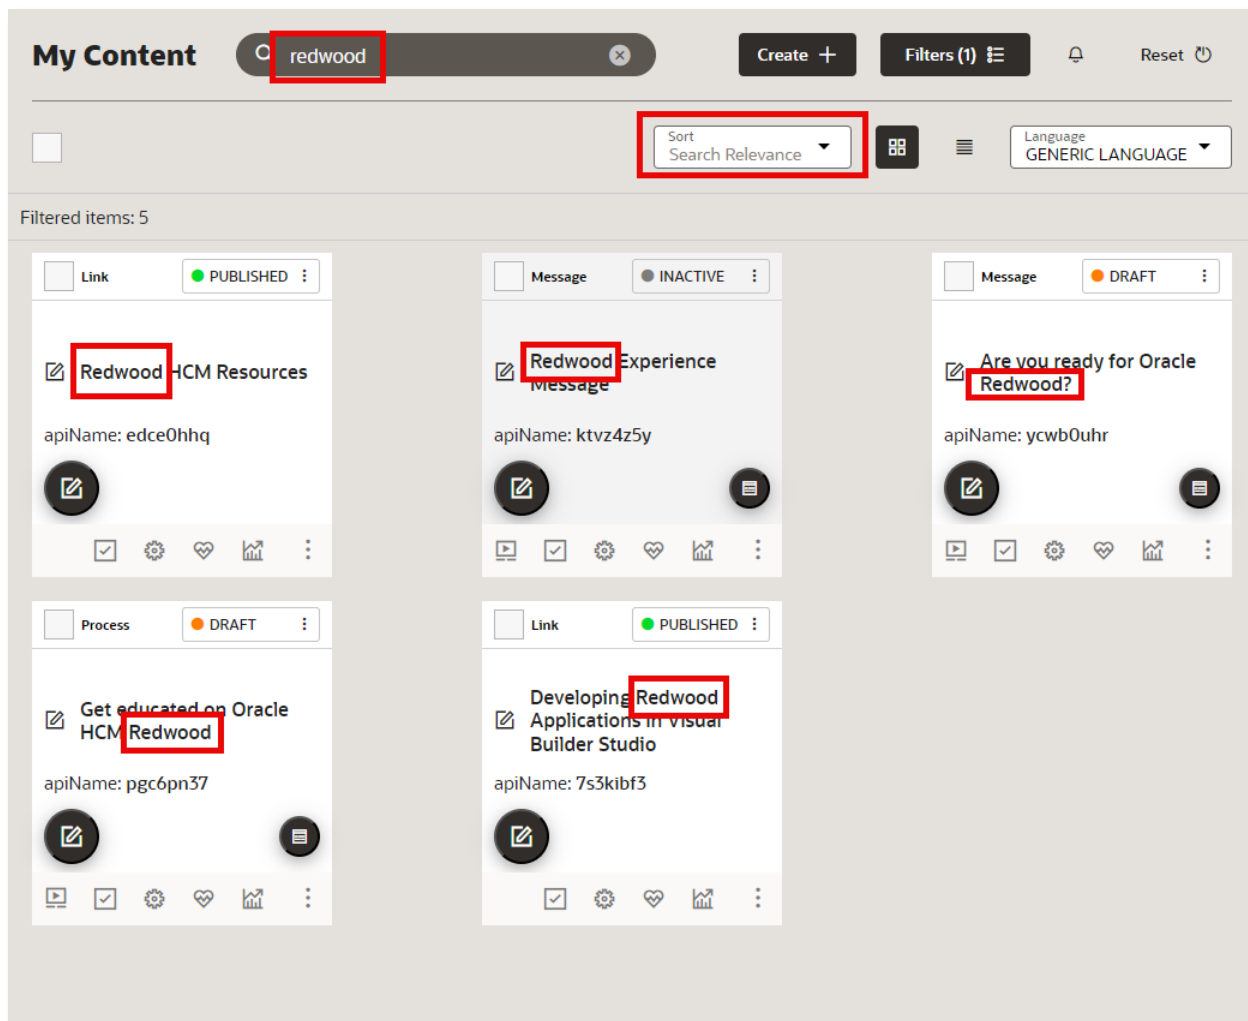 My Content
redwood
Create
Filters (1)
Reset
Sort
Search Relevance
Language
GENERIC LANGUAGE
Filtered items: 5
Link
PUBLISHED
Redwood HCM Resources
apiName: edce0hhq
Message
INACTIVE
Redwood Experience
Message
apiName: ktvz4z5y
Message
DRAFT
Are you ready for Oracle
Redwood?
apiName: ycwb0uhr
Process
DRAFT
Get educated on Oracle
HCM Redwood
apiName: pgc6pn37
Link
PUBLISHED
Developing Redwood
Applications in Visual
Builder Studio
apiName: 7s3kibf3